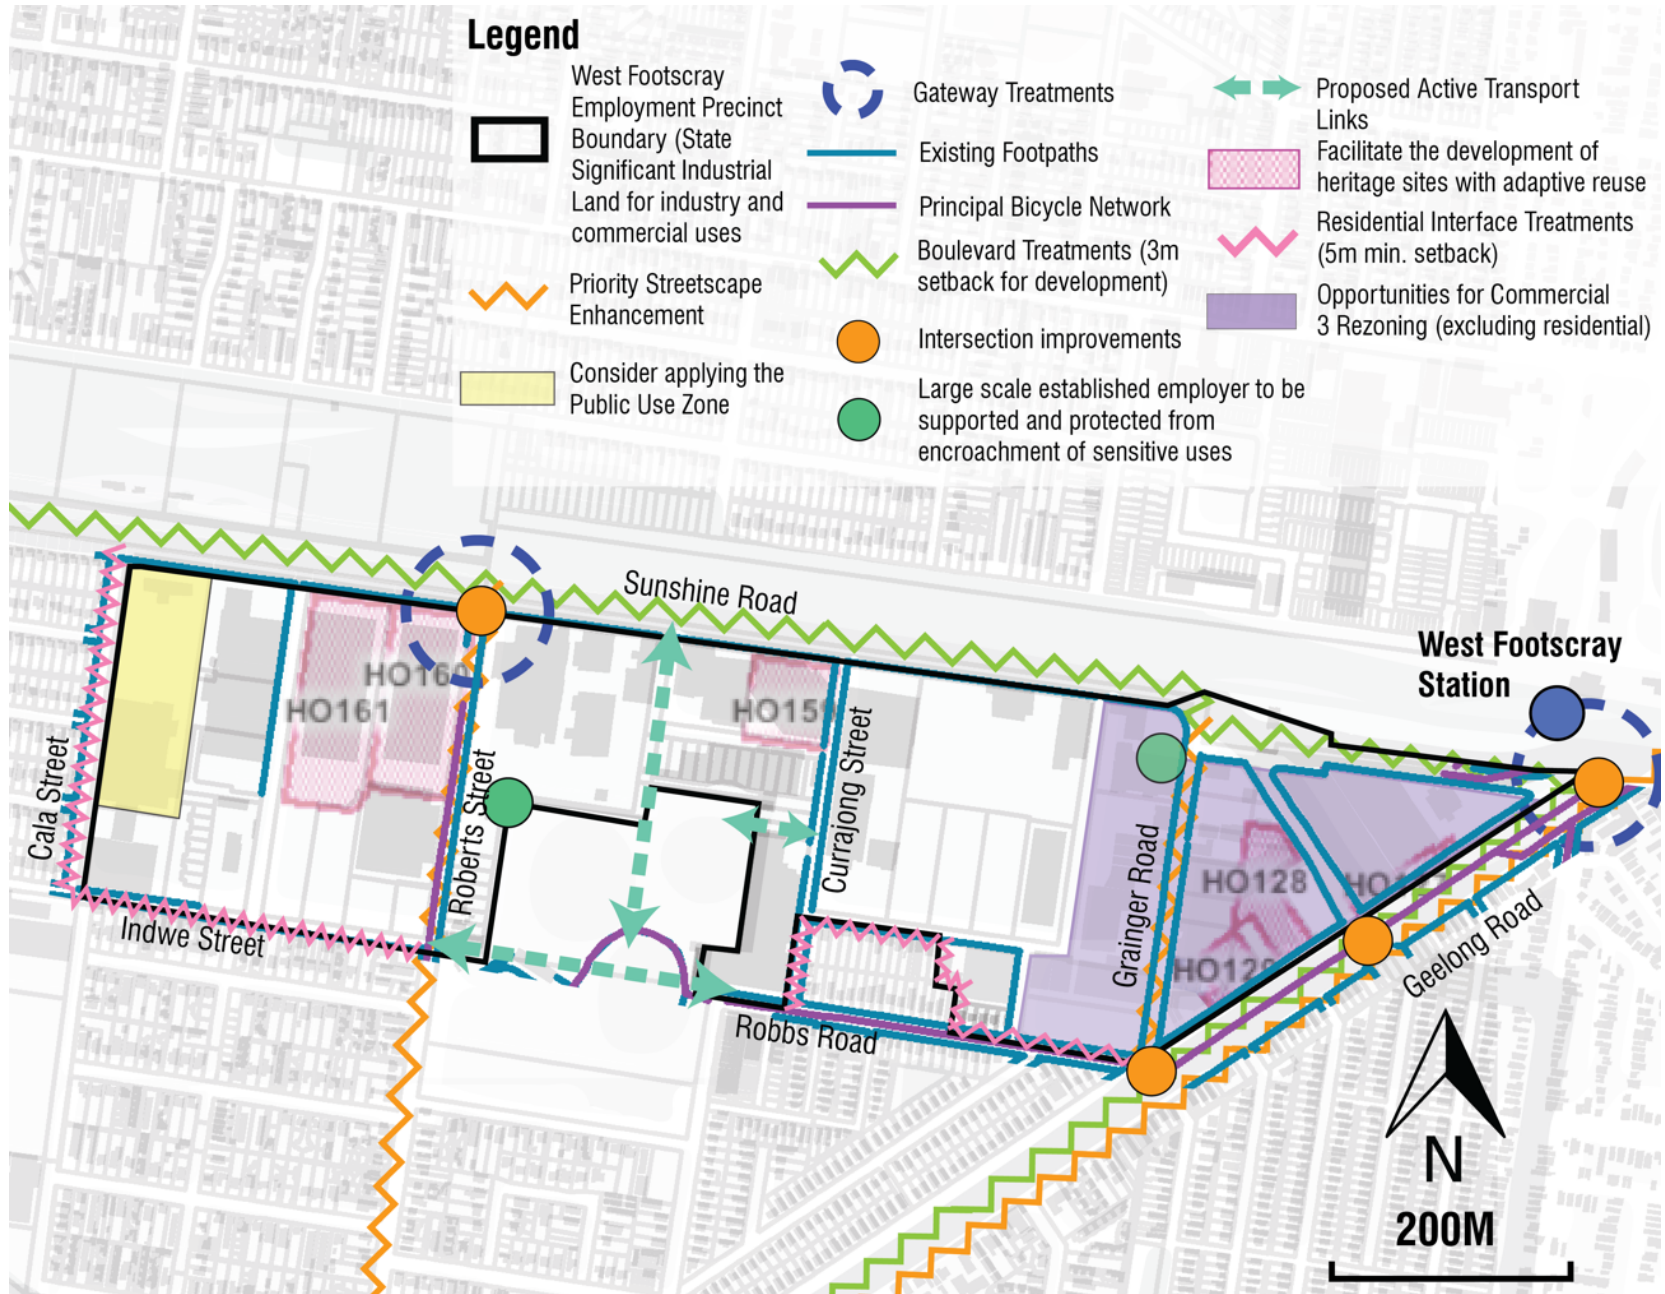 Legend
West Footscray
Employment Precinct
Boundary (State
Significant Industrial
Land for industry and
commercial uses
Priority Streetscape
Enhancement
Consider applying the
Public Use Zone
Gateway Treatments
Existing Footpaths
Principal Bicycle Network
Boulevard Treatments (3m
setback for development)
Intersection improvements
Large scale established employer to be
supported and protected from
encroachment of sensitive uses
Proposed Active Transport
Links
Facilitate the development of
heritage sites with adaptive reuse
Residential Interface Treatments
(5m min. setback)
Opportunities for Commercial
3 Rezoning (excluding residential)
Sunshine Road
West Footscray
Station
HO160
HO161
HO159
Cala Street
Roberts Street
Currajong Street
Grainger Road
HO128
HO129
Indwe Street
Robbs Road
Geelong Road
N
200M